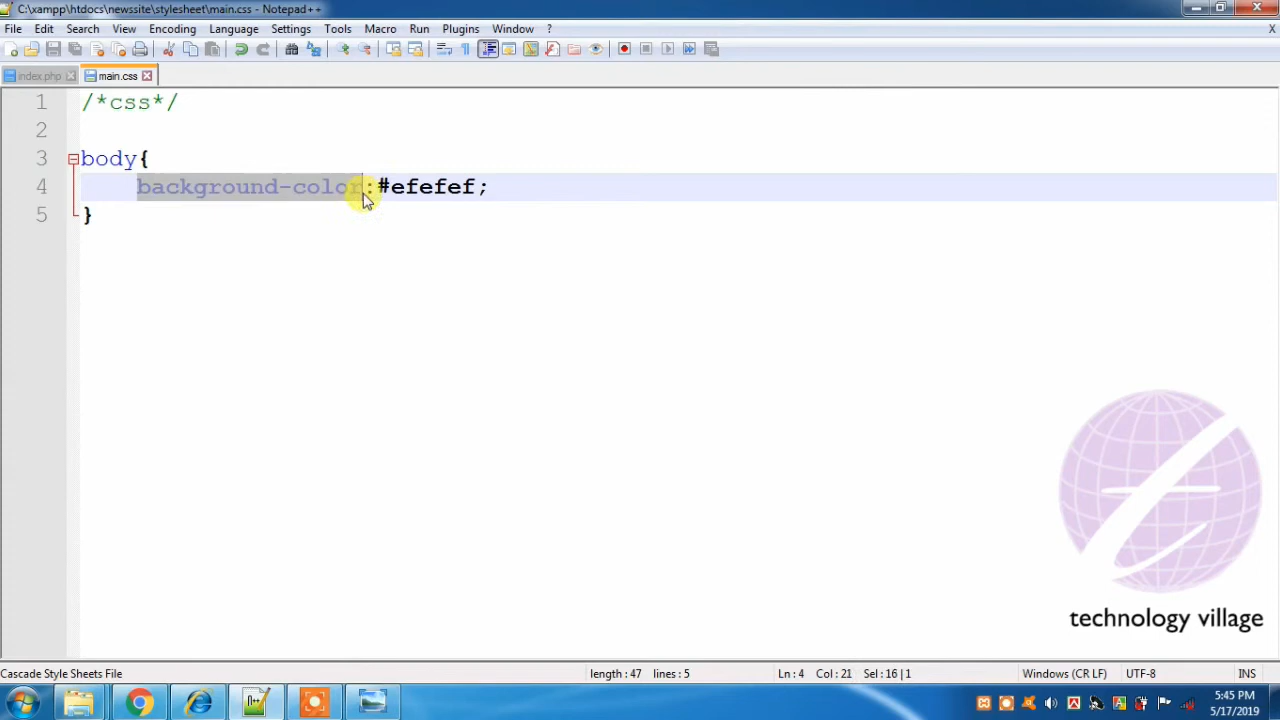 C:\xampp\htdocs\newssite\stylesheet\main.css - Notepad++
File Edit Search View Encoding Language Settings Tools Macro Run Plugins Window ? X
index.php main.css
1 /*css*/
2
3 body{
4 background-color:#efefef;
5 }
technology village
Cascade Style Sheets File length : 47 lines : 5 Ln : 4 Col : 21 Sel : 16 | 1 Windows (CR LF) UTF-8 INS
5:45 PM
5/17/2019